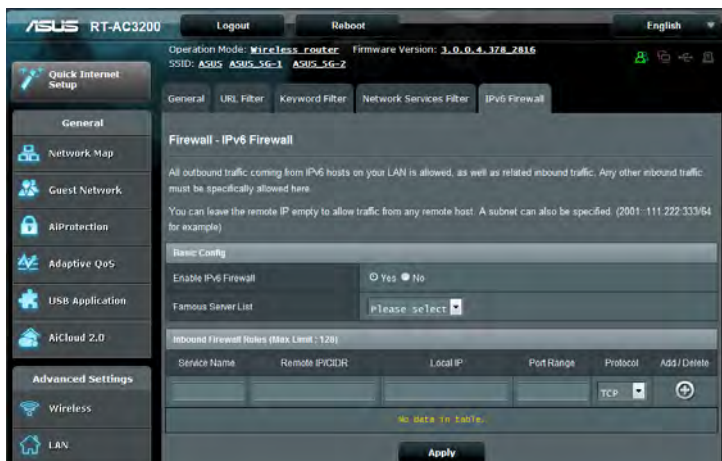 ASUS RT-AC3200
Logout
Reboot
English
Operation Mode: Wireless router Firmware Version: 3.0.0.4.378_2816
SSID: ASUS ASUS_5G-1 ASUS_5G-2
Quick Internet
Setup
General
Network Map
Guest Network
AiProtection
Adaptive QoS
USB Application
AiCloud 2.0
Advanced Settings
Wireless
LAN
General
URL Filter
Keyword Filter
Network Services Filter
IPv6 Firewall
Firewall - IPv6 Firewall
All outbound traffic coming from IPv6 hosts on your LAN is allowed, as well as related inbound traffic. Any other inbound traffic
must be specifically allowed here.
You can leave the remote IP empty to allow traffic from any remote host. A subnet can also be specified. (2001::111:222:333/64
for example)
Basic Config
Enable IPv6 Firewall
Yes No
Famous Server List
Please select
Inbound Firewall Rules (Max Limit : 128)
Service Name
Remote IP/CIDR
Local IP
Port Range
Protocol
Add / Delete
TCP
No data in table.
Apply